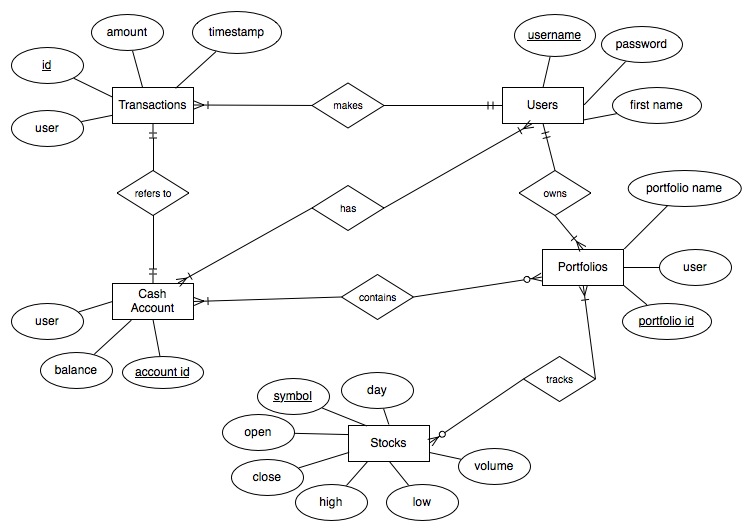 amount
timestamp
username
password
id
Transactions
makes
Users
first name
user
refers to
has
owns
portfolio name
Portfolios
user
Cash
Account
contains
user
portfolio id
balance
account id
tracks
symbol
day
open
Stocks
close
volume
high
low